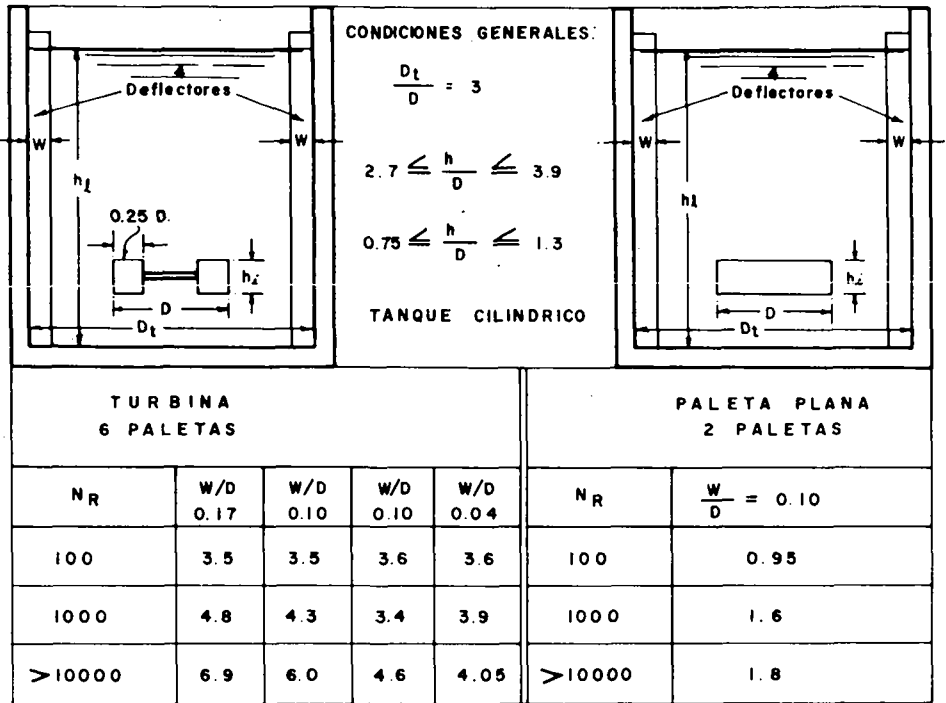 CONDICIONES GENERALES:
Dt / D = 3
2.7 ≦ h / D ≦ 3.9
0.75 ≦ h / D ≦ 1.3
TANQUE CILINDRICO
Deflectores
W
W
hl
0.25 D.
hi
D
Dt
Deflectores
W
W
hl
hi
D
Dt
TURBINA
6 PALETAS
NR W/D 0.17 W/D 0.10 W/D 0.10 W/D 0.04
100 3.5 3.5 3.6 3.6
1000 4.8 4.3 3.4 3.9
>10000 6.9 6.0 4.6 4.05
PALETA PLANA
2 PALETAS
NR W / D = 0.10
100 0.95
1000 1.6
>10000 1.8